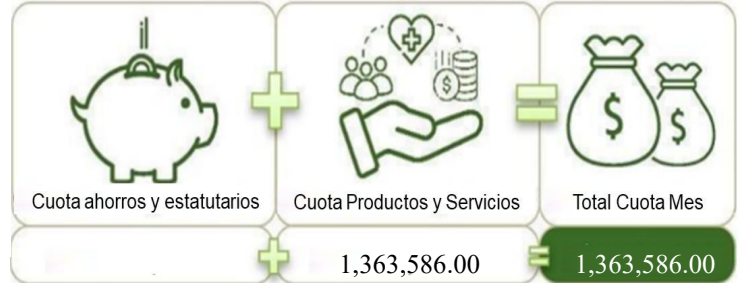 Cuota ahorros y estatutarios
Cuota Productos y Servicios
Total Cuota Mes
1,363,586.00
1,363,586.00